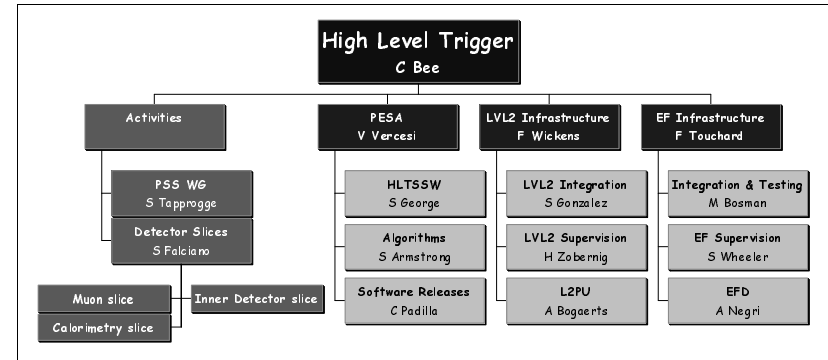 High Level Trigger
C Bee
Activities
PESA
V Vercesi
LVL2 Infrastructure
F Wickens
EF Infrastructure
F Touchard
PSS WG
S Tapprogge
HLTSSW
S George
LVL2 Integration
S Gonzalez
Integration & Testing
M Bosman
Detector Slices
S Falciano
Algorithms
S Armstrong
LVL2 Supervision
H Zobernig
EF Supervision
S Wheeler
Muon slice
Inner Detector slice
Calorimetry slice
Software Releases
C Padilla
L2PU
A Bogaerts
EFD
A Negri